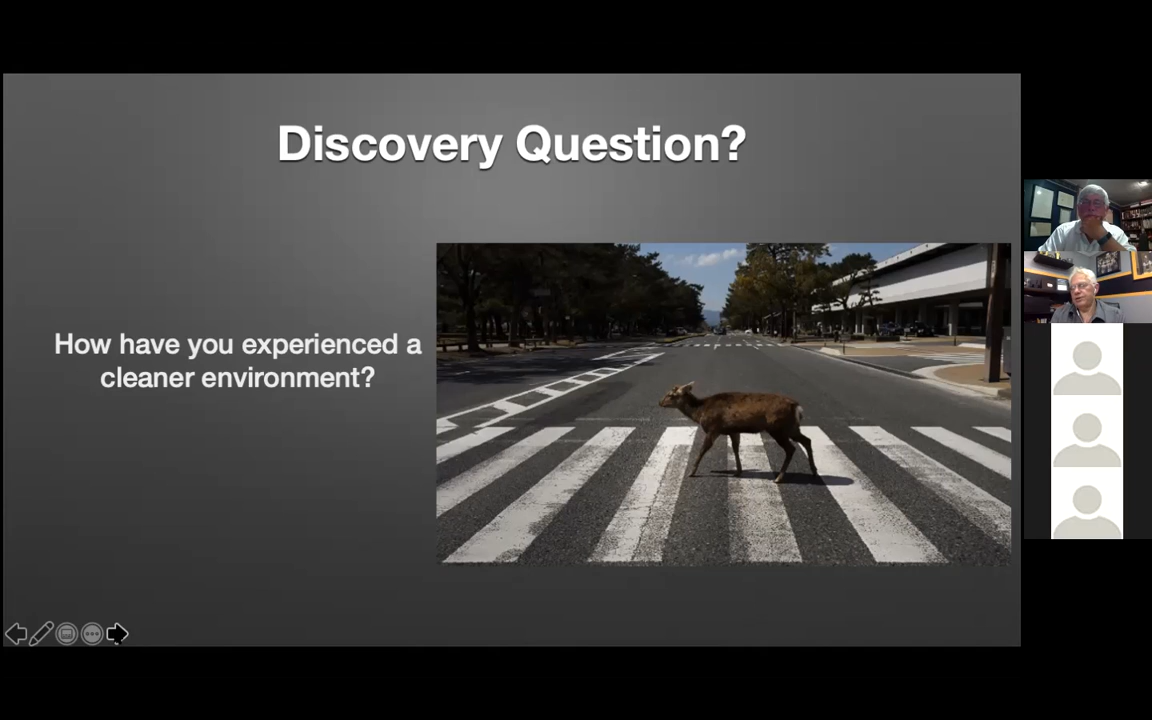 Discovery Question?
How have you experienced a
cleaner environment?